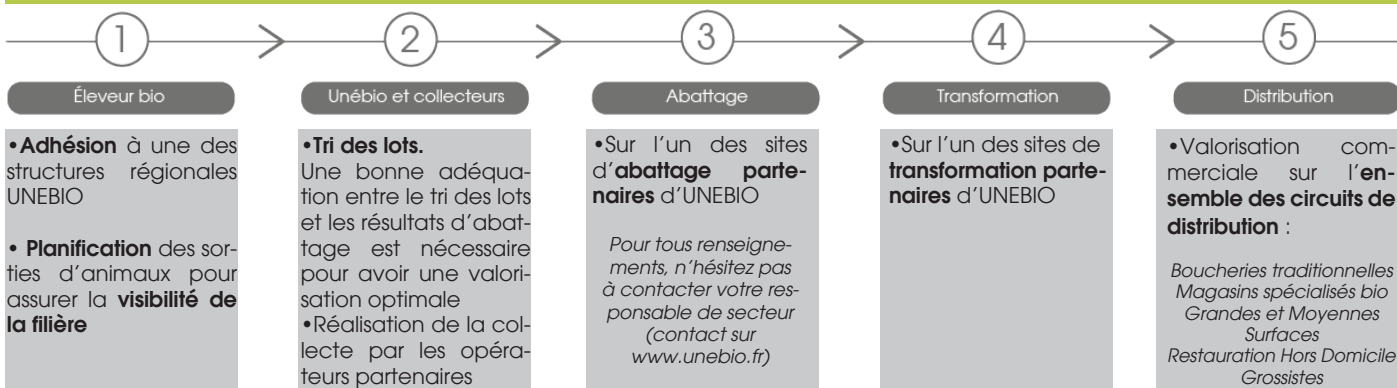 1
2
3
4
5
Éleveur bio
Unébio et collecteurs
Abattage
Transformation
Distribution
•Adhésion à une des
structures régionales
UNEBIO
• Planification des sor-
ties d'animaux pour
assurer la visibilité de
la filière
•Tri des lots.
Une bonne adéqua-
tion entre le tri des lots
et les résultats d'abat-
tage est nécessaire
pour avoir une valori-
sation optimale
•Réalisation de la col-
lecte par les opéra-
teurs partenaires
•Sur l'un des sites
d'abattage parte-
naires d'UNEBIO
Pour tous renseigne-
ments, n'hésitez pas
à contacter votre res-
ponsable de secteur
(contact sur
www.unebio.fr)
•Sur l'un des sites de
transformation parte-
naires d'UNEBIO
•Valorisation com-
merciale sur l'en-
semble des circuits de
distribution :
Boucheries traditionnelles
Magasins spécialisés bio
Grandes et Moyennes
Surfaces
Restauration Hors Domicile
Grossistes